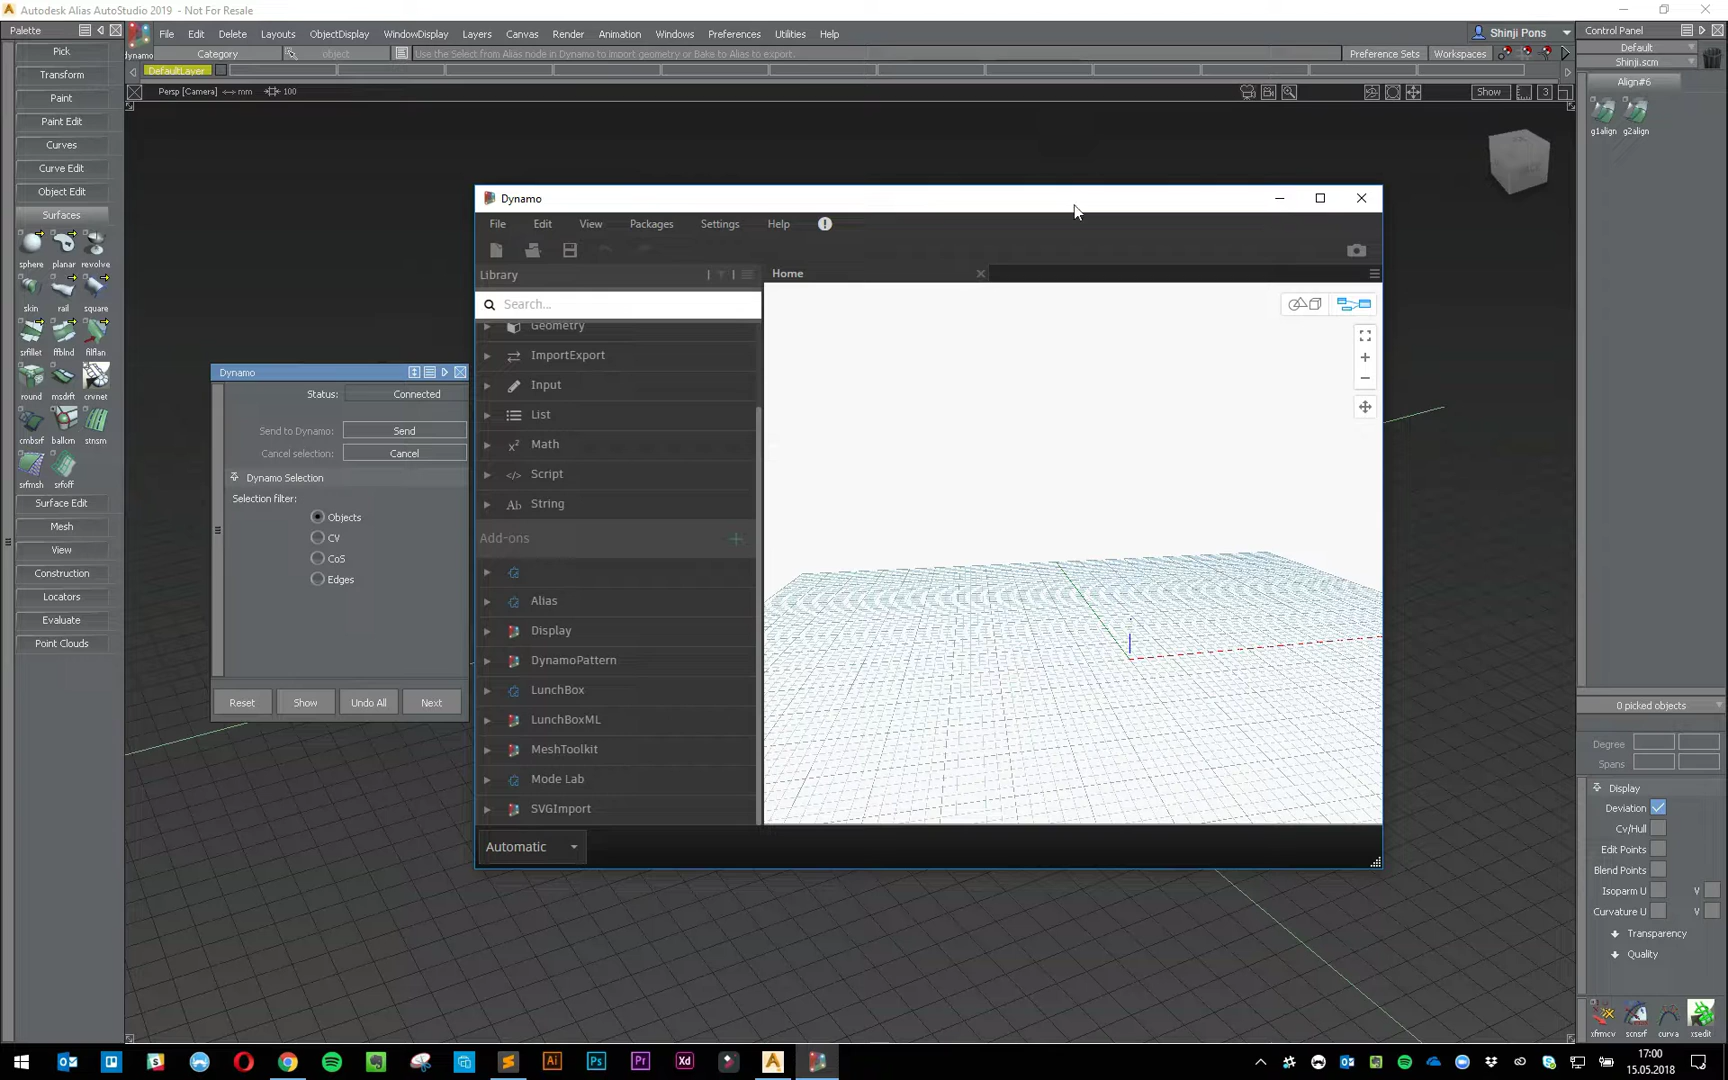 Autodesk Alias AutoStudio 2019 - Not For Resale
Palette
File Edit Delete Layouts ObjectDisplay WindowDisplay Layers Canvas Render Animation Windows Preferences Utilities Help
Shinji Pons
Control Panel
dynamo
Category
object
Use the Select from Alias node in Dynamo to import geometry or Bake to Alias to export.
Preference Sets
Workspaces
Default
Shinji.scm
DefaultLayer
Persp [Camera]
mm
100
Show
3
Align#6
g1align g2align
Pick
Transform
Paint
Paint Edit
Curves
Curve Edit
Object Edit
Surfaces
sphere planar revolve
skin rail square
srfillet ffblnd filflan
round msdrft crvnet
cmbsrf ballcrn stnsrn
srfmsh srfoff
Surface Edit
Mesh
View
Construction
Locators
Evaluate
Point Clouds
Dynamo
Status: Connected
Send to Dynamo: Send
Cancel selection: Cancel
Dynamo Selection
Selection filter:
Objects
CV
CoS
Edges
Reset Show Undo All Next
Dynamo
File Edit View Packages Settings Help
Library
Search...
Home
Geometry
ImportExport
Input
List
Math
Script
Ab String
Add-ons
Alias
Display
DynamoPattern
LunchBox
LunchBoxML
MeshToolkit
Mode Lab
SVGImport
Automatic
0 picked objects
Degree
Spans
Display
Deviation
Cv/Hull
Edit Points
Blend Points
Isoparm U V
Curvature U V
Transparency
Quality
xfrmcv scnsrf curva xsedit
17:00
15.05.2018